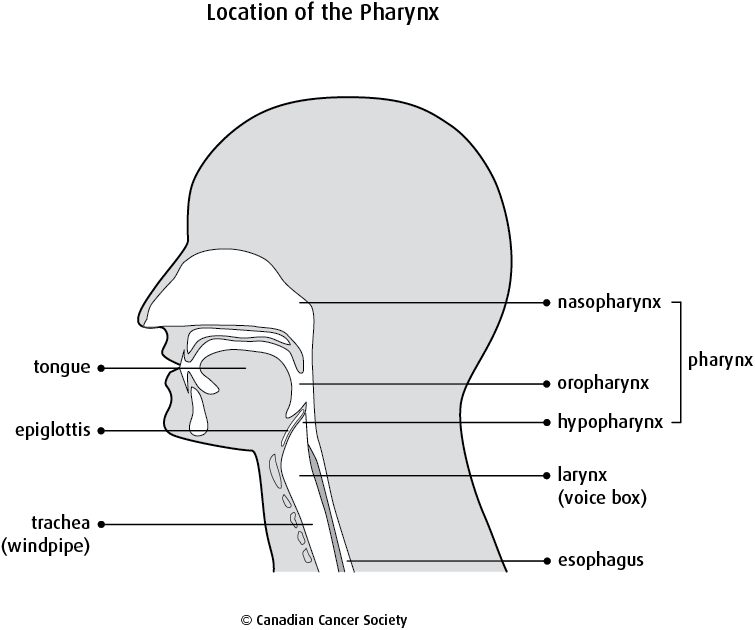 Location of the Pharynx
nasopharynx
pharynx
tongue
oropharynx
epiglottis
hypopharynx
larynx
(voice box)
trachea
(windpipe)
esophagus
© Canadian Cancer Society